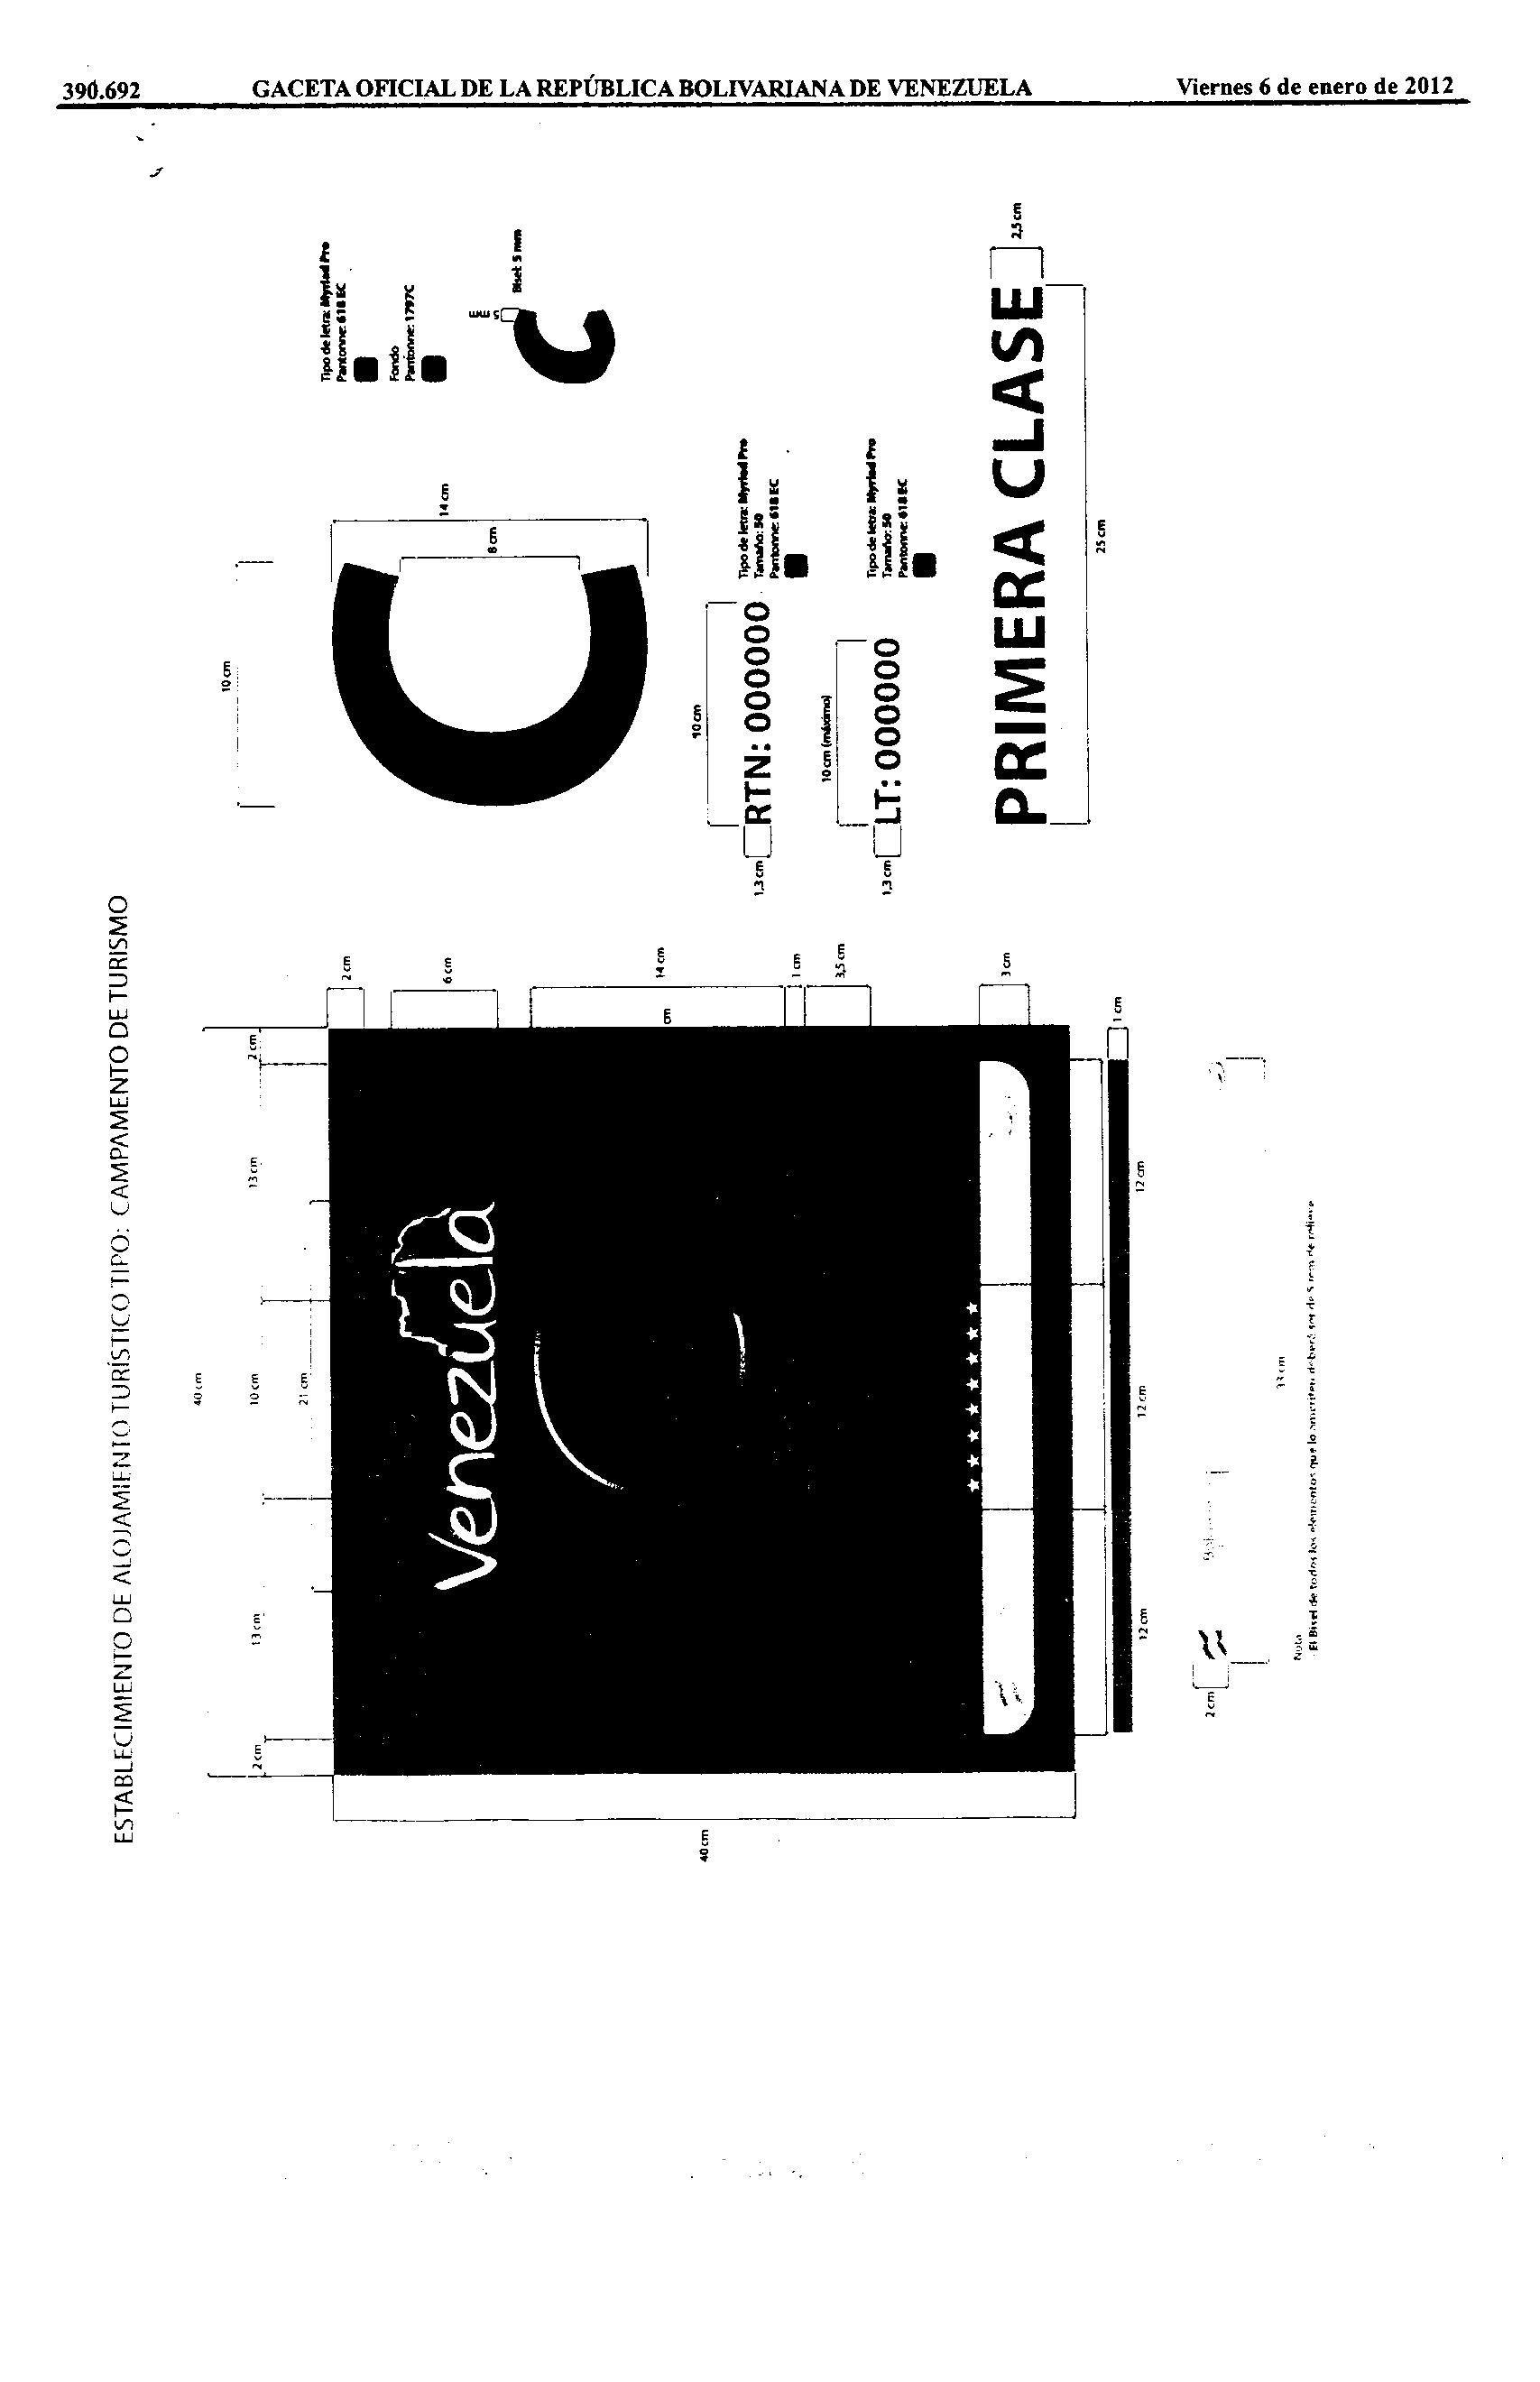 390.692 GACETA OFICIAL DE LA REPÚBLICA BOLIVARIANA DE VENEZUELA Viernes 6 de enero de 2012
ESTABLECIMIENTO DE ALOJAMIENTO TURÍSTICO TIPO: CAMPAMENTO DE TURISMO
40 cm
2 cm 13 cm 10 cm 13 cm 2 cm
21 cm
Venezuela
40 cm
2 cm
6 cm
14 cm
cm
1 cm
3,5 cm
3 cm
1 cm
12 cm 12 cm 12 cm
2 cm
33 cm
Nota
El Bisel de todos los elementos que lo ameriten deberá ser de 5 mm de relieve
10 cm
14 cm
8 cm
Tipo de letra: Myriad Pro
Pantonne: 618 EC
Fondo
Pantonne: 1797C
5 mm
Bisel: 5 mm
10 cm
1,3 cm
RTN: 000000
Tipo de letra: Myriad Pro
Tamaño: 50
Pantonne: 618 EC
10 cm (máximo)
1,3 cm
LT: 000000
Tipo de letra: Myriad Pro
Tamaño: 50
Pantonne: 618 EC
PRIMERA CLASE
2,5 cm
25 cm